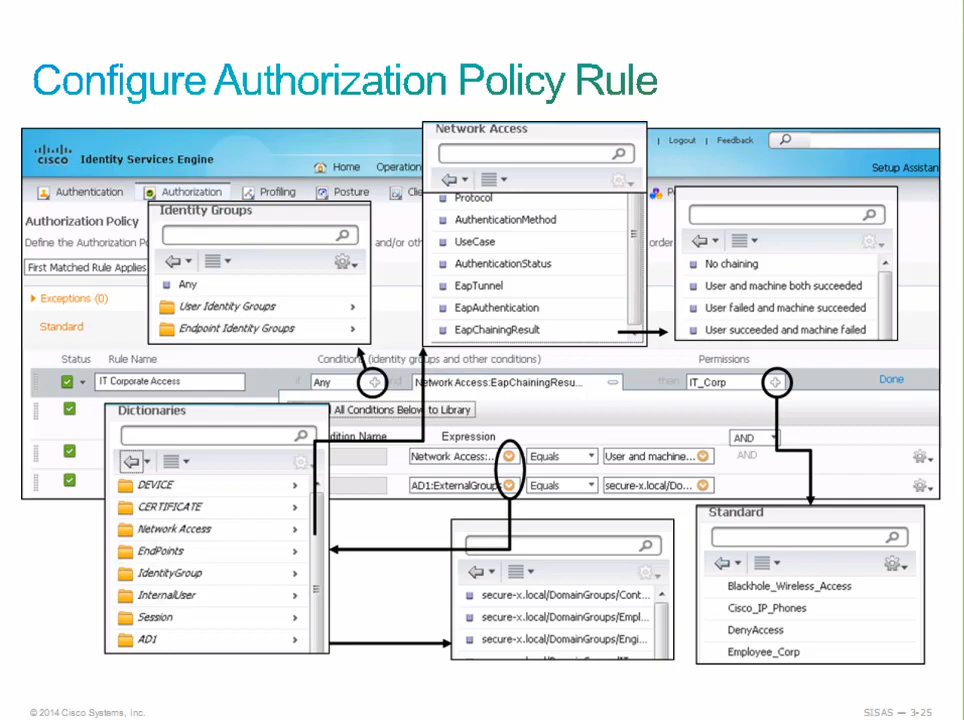 Configure Authorization Policy Rule
cisco Identity Services Engine
Home Operation
Logout | Feedback
Setup Assistan
Authentication Authorization Profiling Posture
Authorization Policy
First Matched Rule Applies
and/or oth
order
Exceptions (0)
Standard
Identity Groups
Any
User Identity Groups
Endpoint Identity Groups
Network Access
Protocol
AuthenticationMethod
UseCase
AuthenticationStatus
EapTunnel
EapAuthentication
EapChainingResult
No chaining
User and machine both succeeded
User failed and machine succeeded
User succeeded and machine failed
Status Rule Name Conditions (identity groups and other conditions) Permissions
IT Corporate Access if Any and Network Access:EapChainingResu... then IT_Corp Done
All Conditions Below to Library
dition Name Expression AND
Network Access:.. Equals User and machine... AND
AD1:ExternalGroups Equals secure-x.local/Do...
Dictionaries
DEVICE
CERTIFICATE
Network Access
EndPoints
IdentityGroup
InternalUser
Session
AD1
secure-x.local/DomainGroups/Cont...
secure-x.local/DomainGroups/Empl...
secure-x.local/DomainGroups/Engi...
Standard
Blackhole_Wireless_Access
Cisco_IP_Phones
DenyAccess
Employee_Corp
© 2014 Cisco Systems, Inc.
SISAS — 3-25